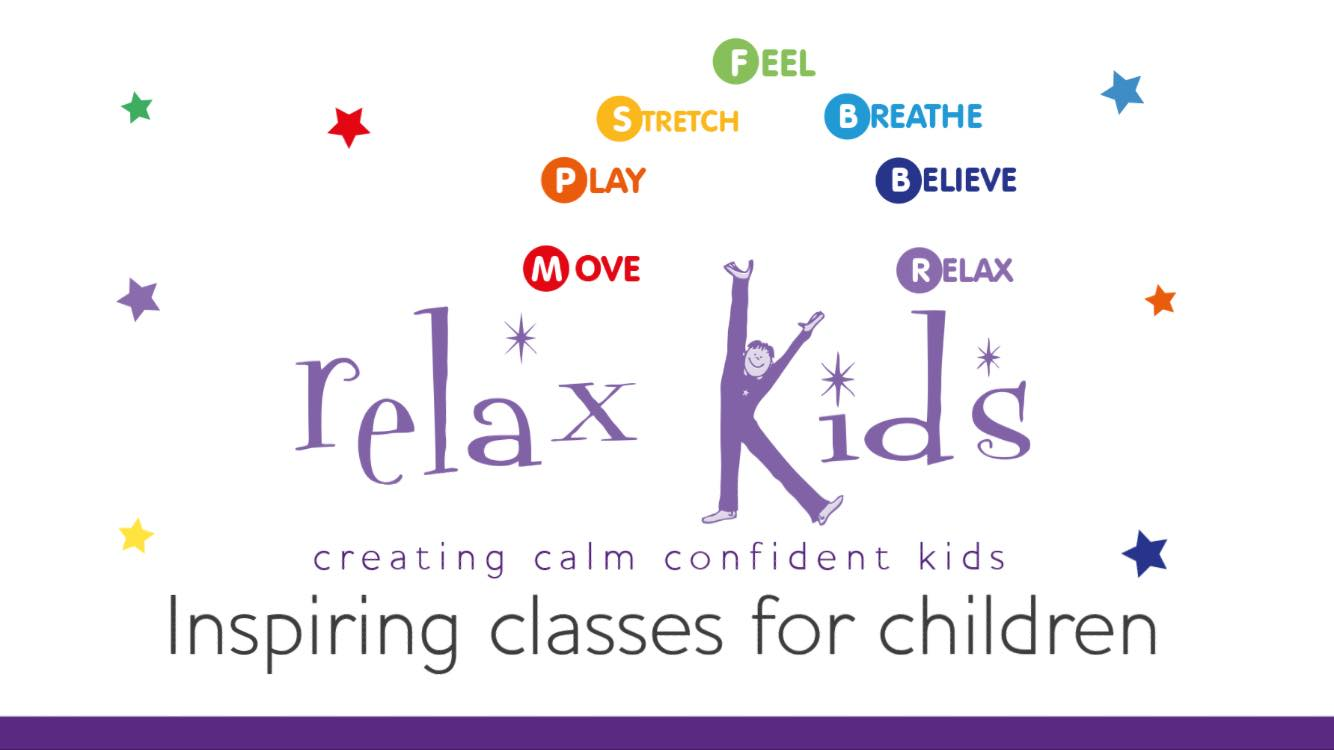 FEEL
STRETCH
BREATHE
PLAY
BELIEVE
MOVE
RELAX
relax Kids
creating calm confident kids
Inspiring classes for children